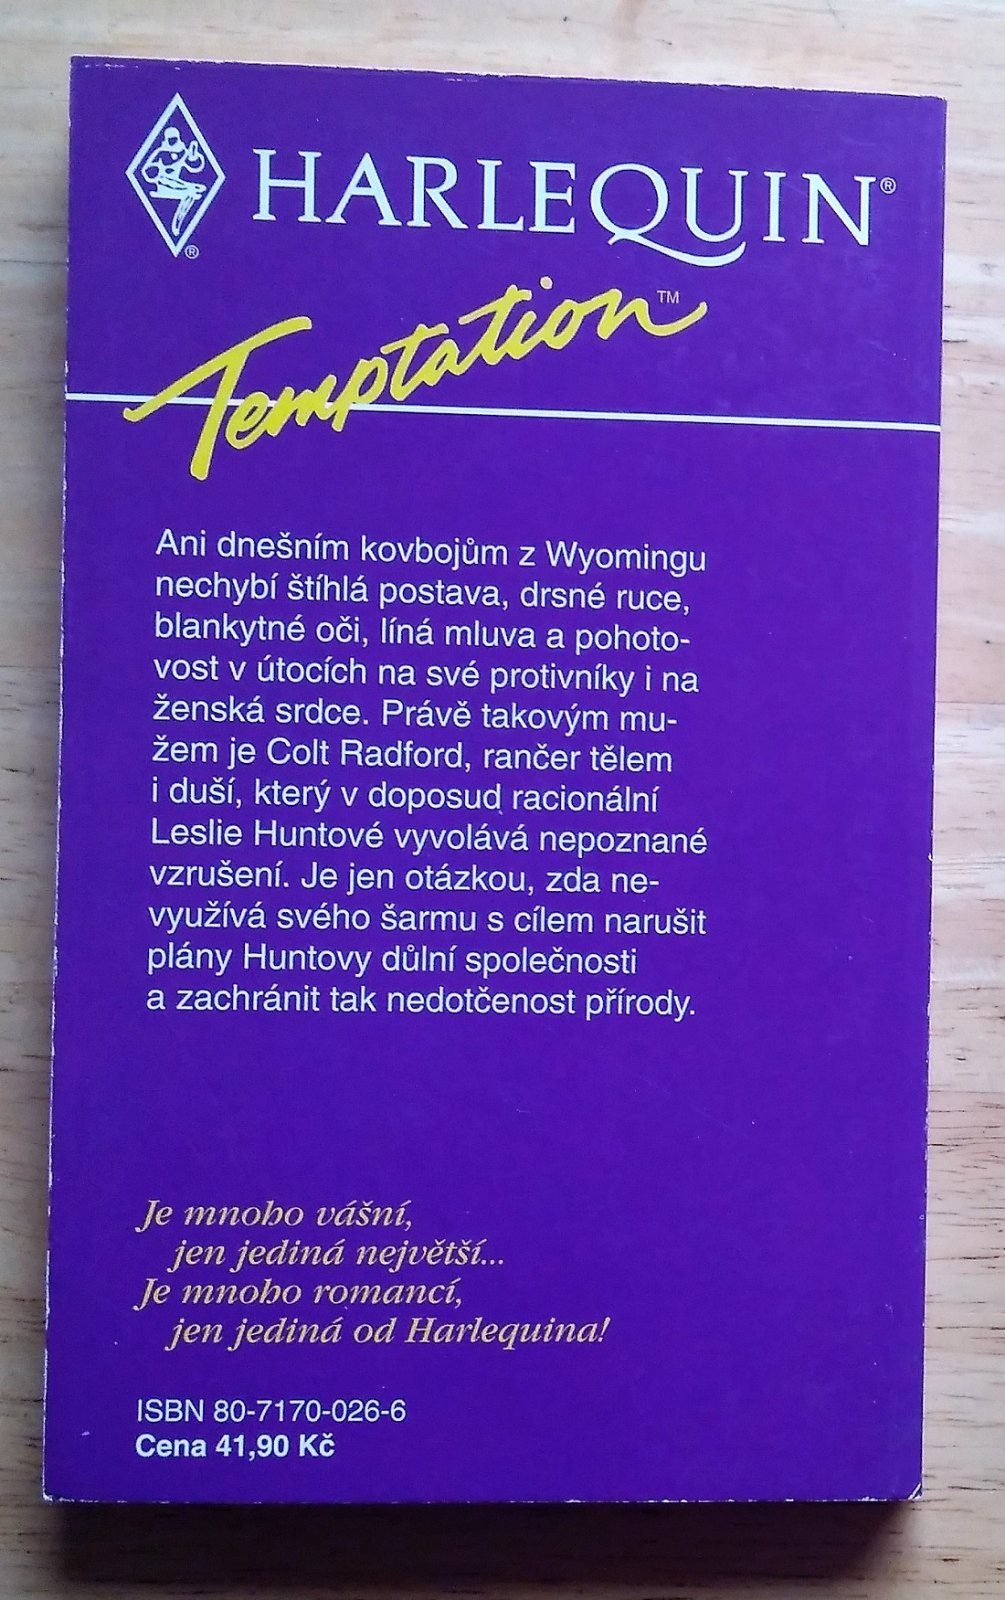 HARLEQUIN®
®
Temptation™
Ani dnešním kovbojům z Wyomingu
nechybí štíhlá postava, drsné ruce,
blankytné oči, líná mluva a pohoto-
vost v útocích na své protivníky i na
ženská srdce. Právě takovým mu-
žem je Colt Radford, rančer tělem
i duší, který v doposud racionální
Leslie Huntové vyvolává nepoznané
vzrušení. Je jen otázkou, zda ne-
využívá svého šarmu s cílem narušit
plány Huntovy důlní společnosti
a zachránit tak nedotčenost přírody.
Je mnoho vášní,
jen jediná největší...
Je mnoho romancí,
jen jediná od Harlequina!
ISBN 80-7170-026-6
Cena 41,90 Kč